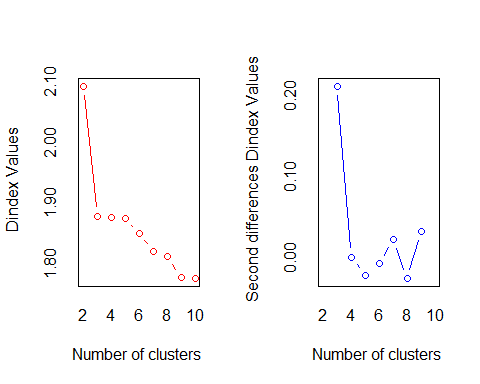 Dindex Values
2.10
2.00
1.90
1.80
2 4 6 8 10
Number of clusters
Second differences Dindex Values
0.20
0.10
0.00
2 4 6 8 10
Number of clusters